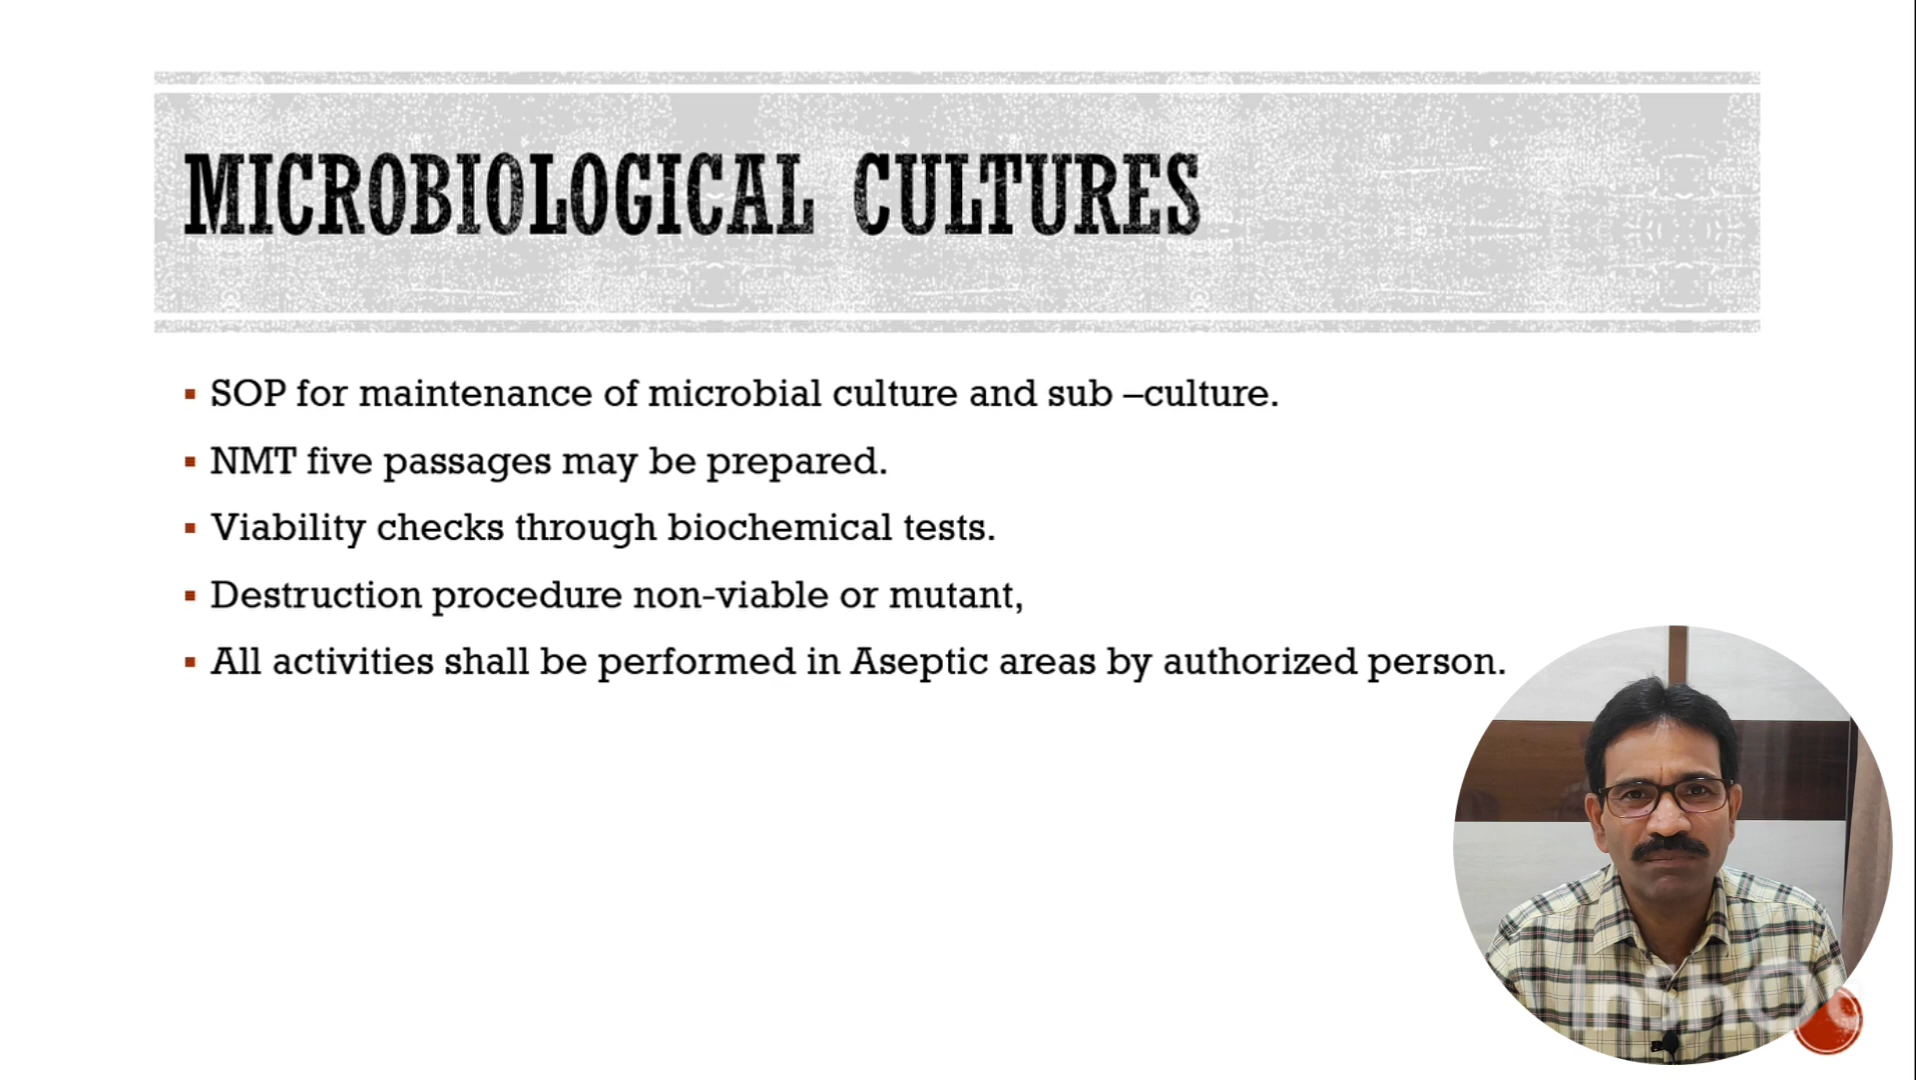 MICROBIOLOGICAL CULTURES
SOP for maintenance of microbial culture and sub –culture.
NMT five passages may be prepared.
Viability checks through biochemical tests.
Destruction procedure non-viable or mutant,
All activities shall be performed in Aseptic areas by authorized person.